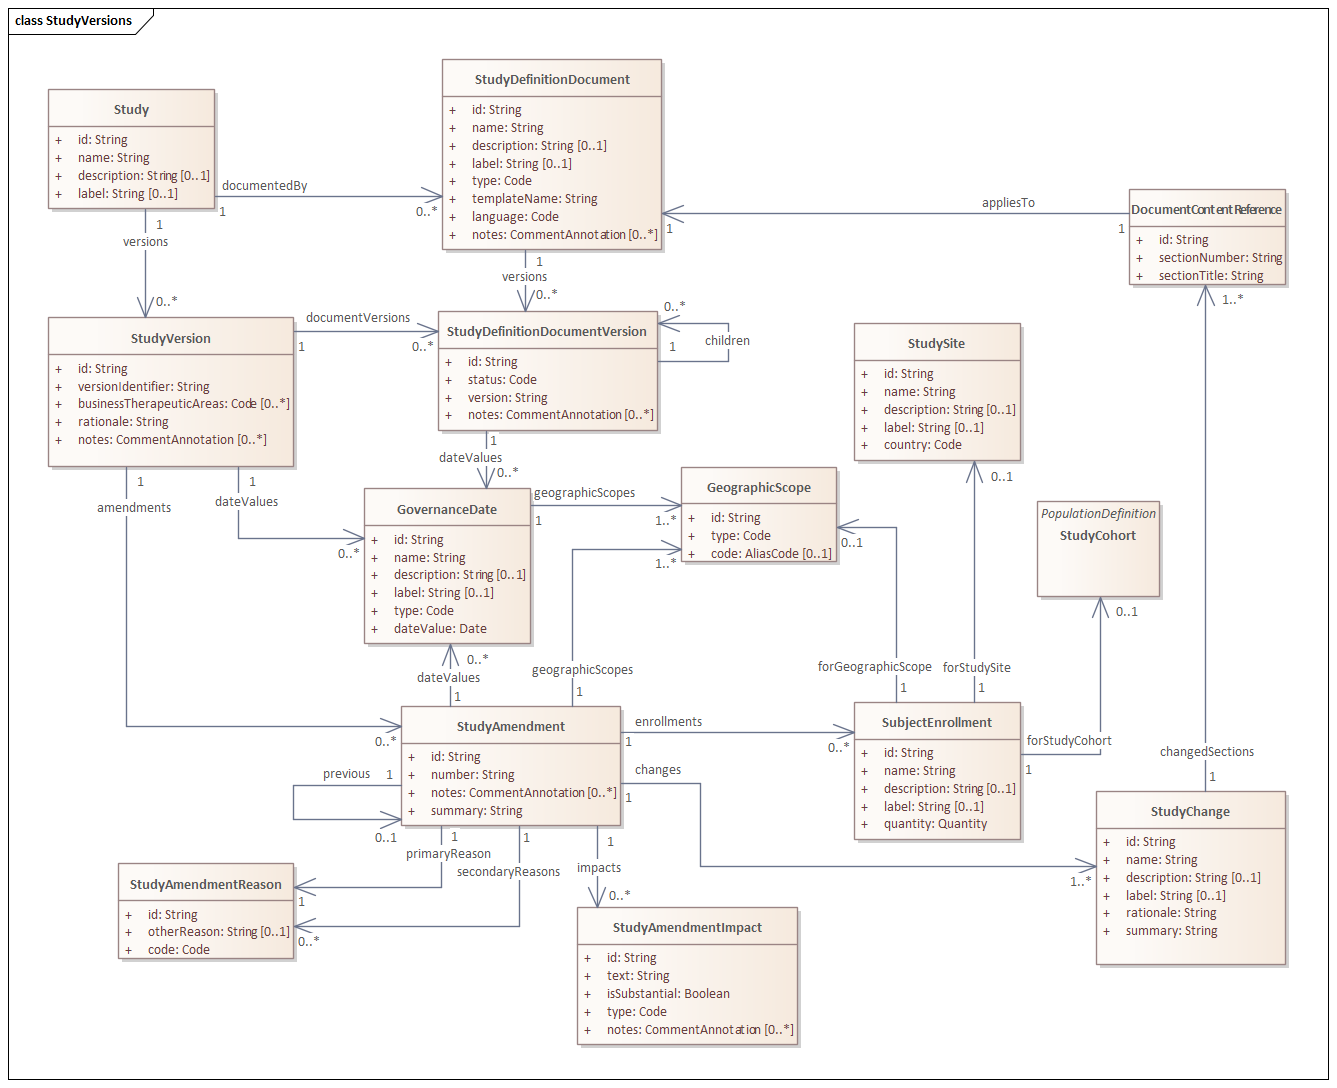 class StudyVersions
Study
+ id: String
+ name: String
+ description: String [0..1]
+ label: String [0..1]
documentedBy
1
0..*
1
versions
0..*
StudyDefinitionDocument
+ id: String
+ name: String
+ description: String [0..1]
+ label: String [0..1]
+ type: Code
+ templateName: String
+ language: Code
+ notes: CommentAnnotation [0..*]
appliesTo
1
1
DocumentContentReference
+ id: String
+ sectionNumber: String
+ sectionTitle: String
1..*
1
versions
0..*
StudyVersion
+ id: String
+ versionIdentifier: String
+ businessTherapeuticAreas: Code [0..*]
+ rationale: String
+ notes: CommentAnnotation [0..*]
documentVersions
1
0..*
StudyDefinitionDocumentVersion
+ id: String
+ status: Code
+ version: String
+ notes: CommentAnnotation [0..*]
0..*
children
1
StudySite
+ id: String
+ name: String
+ description: String [0..1]
+ label: String [0..1]
+ country: Code
0..1
1
dateValues
0..*
1
amendments
1
dateValues
0..*
GovernanceDate
+ id: String
+ name: String
+ description: String [0..1]
+ label: String [0..1]
+ type: Code
+ dateValue: Date
geographicScopes
1
1..*
GeographicScope
+ id: String
+ type: Code
+ code: AliasCode [0..1]
1..*
0..1
PopulationDefinition
StudyCohort
0..1
0..*
dateValues
1
geographicScopes
1
forGeographicScope
1
forStudySite
1
0..*
StudyAmendment
+ id: String
+ number: String
+ notes: CommentAnnotation [0..*]
+ summary: String
enrollments
1
0..*
SubjectEnrollment
+ id: String
+ name: String
+ description: String [0..1]
+ label: String [0..1]
+ quantity: Quantity
forStudyCohort
1
changedSections
1
previous
1
0..1
changes
1
1..*
StudyChange
+ id: String
+ name: String
+ description: String [0..1]
+ label: String [0..1]
+ rationale: String
+ summary: String
1
primaryReason
1
1
secondaryReasons
0..*
1
impacts
0..*
StudyAmendmentReason
+ id: String
+ otherReason: String [0..1]
+ code: Code
StudyAmendmentImpact
+ id: String
+ text: String
+ isSubstantial: Boolean
+ type: Code
+ notes: CommentAnnotation [0..*]